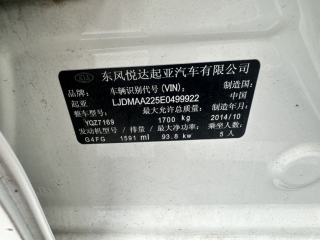 东风悦达起亚汽车有限公司
KIA
品牌: 车辆识别代号(VIN): 制造国:
起亚 LJDMAA225E0499922 中国
整车型号: 最大允许总质量: 制造年月:
YQZ7169 1700 kg 2014/10
发动机型号/排量/最大净功率: 乘坐人数:
G4FG 1591 ml 93.8 kw 5 人